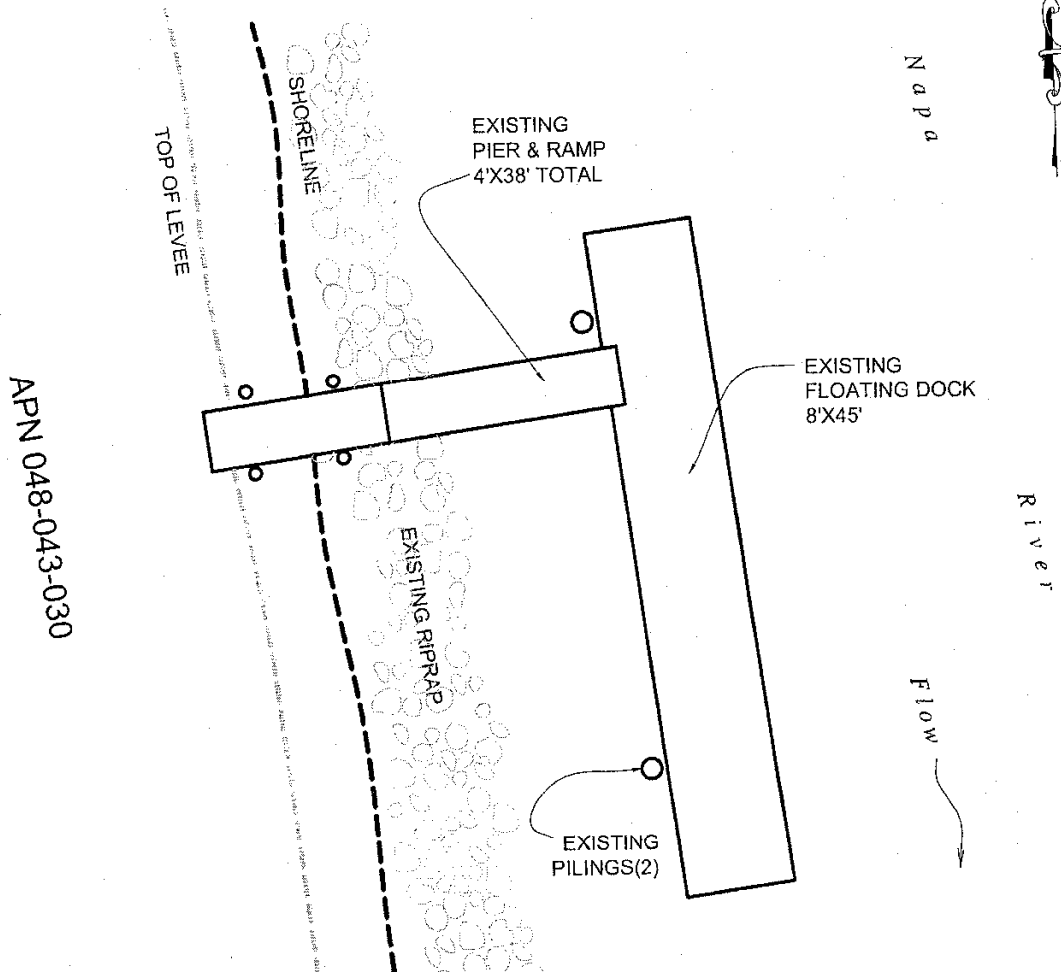 Napa
SHORELINE
EXISTING
PIER & RAMP
4'X38' TOTAL
TOP OF LEVEE
EXISTING
FLOATING DOCK
8'X45'
APN 048-043-030
River
EXISTING RIPRAP
Flow
EXISTING
PILINGS(2)